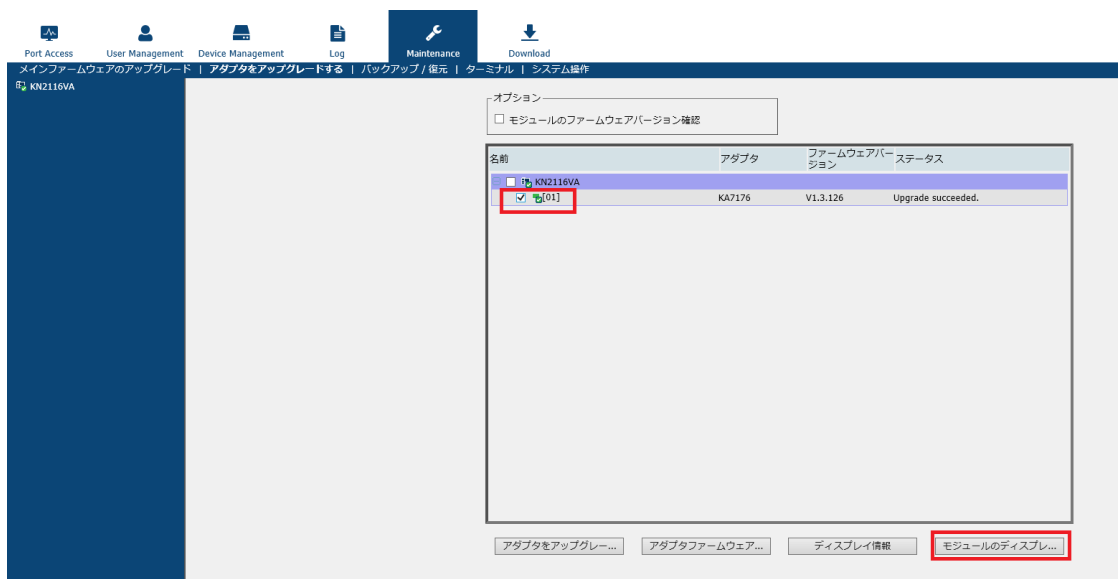 Port Access User Management Device Management Log Maintenance Download
メインファームウェアのアップグレード | アダプタをアップグレードする | バックアップ / 復元 | ターミナル | システム操作
KN2116VA
オプション
モジュールのファームウェアバージョン確認
名前 アダプタ ファームウェアバージョン ステータス
KN2116VA
[01] KA7176 V1.3.126 Upgrade succeeded.
アダプタをアップグレー... アダプタファームウェア... ディスプレイ情報 モジュールのディスプレ...